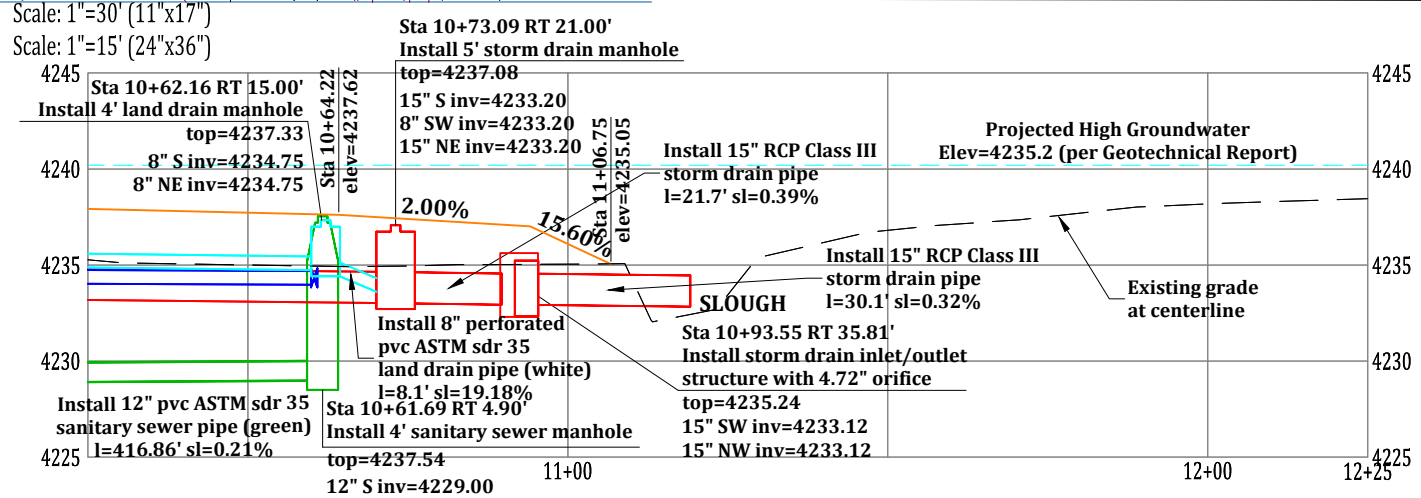 Scale: 1"=30' (11"x17")
Scale: 1"=15' (24"x36")
Sta 10+73.09 RT 21.00'
Install 5' storm drain manhole
top=4237.08
15" S inv=4233.20
8" SW inv=4233.20
15" NE inv=4233.20
Sta 10+62.16 RT 15.00'
Install 4' land drain manhole
top=4237.33
8" S inv=4234.75
8" NE inv=4234.75
Sta 10+64.22
elev=4237.62
2.00%
15.60%
Sta 11+06.75
elev=4235.05
Install 15" RCP Class III
storm drain pipe
l=21.7' sl=0.39%
Projected High Groundwater
Elev=4235.2 (per Geotechnical Report)
Install 15" RCP Class III
storm drain pipe
l=30.1' sl=0.32%
Existing grade
at centerline
SLOUGH
Install 8" perforated
pvc ASTM sdr 35
land drain pipe (white)
l=8.1' sl=19.18%
Sta 10+93.55 RT 35.81'
Install storm drain inlet/outlet
structure with 4.72" orifice
top=4235.24
15" SW inv=4233.12
15" NW inv=4233.12
Install 12" pvc ASTM sdr 35
sanitary sewer pipe (green)
l=416.86' sl=0.21%
Sta 10+61.69 RT 4.90'
Install 4' sanitary sewer manhole
top=4237.54
12" S inv=4229.00
4245
4240
4235
4230
4225
4245
4240
4235
4230
4225
11+00
12+00
12+25